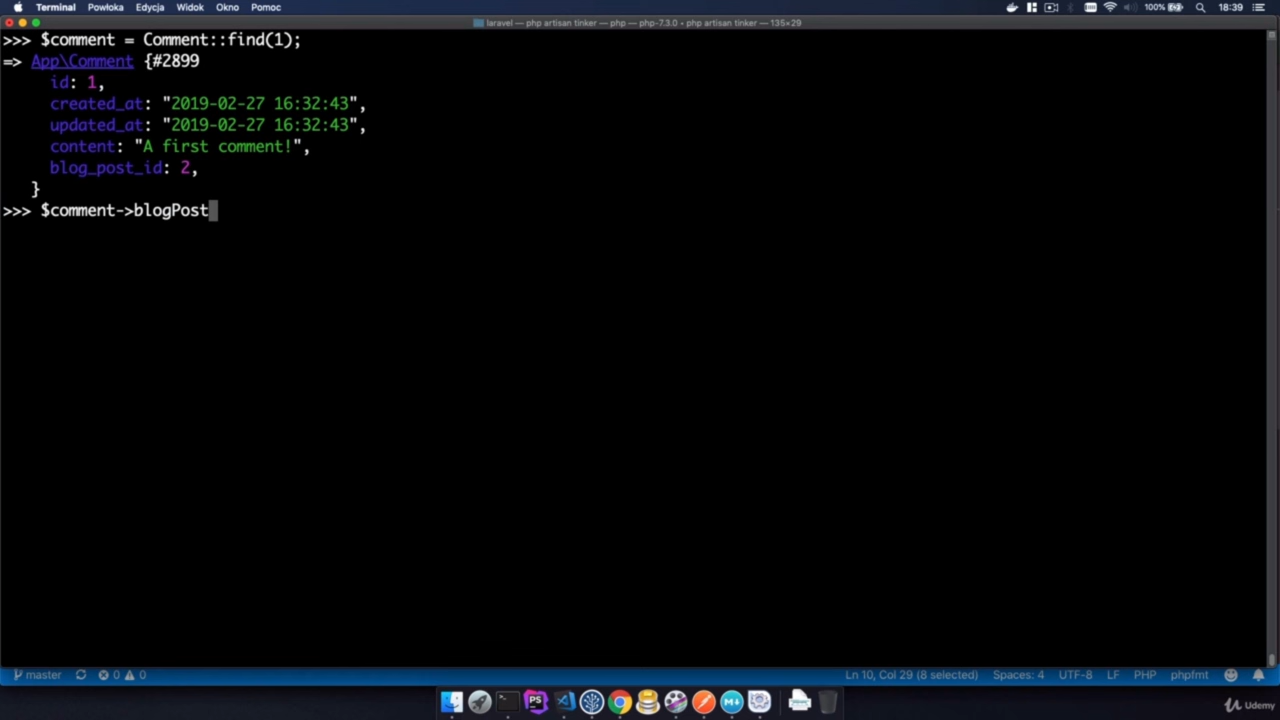 Terminal Powłoka Edycja Widok Okno Pomoc 100% 18:39
laravel — php artisan tinker — php — php-7.3.0 • php artisan tinker — 135×29
>>> $comment = Comment::find(1);
=> App\Comment {#2899
id: 1,
created_at: "2019-02-27 16:32:43",
updated_at: "2019-02-27 16:32:43",
content: "A first comment!",
blog_post_id: 2,
}
>>> $comment->blogPost
master 0 0 Ln 10, Col 29 (8 selected) Spaces: 4 UTF-8 LF PHP phpfmt
PS M↓
Udemy